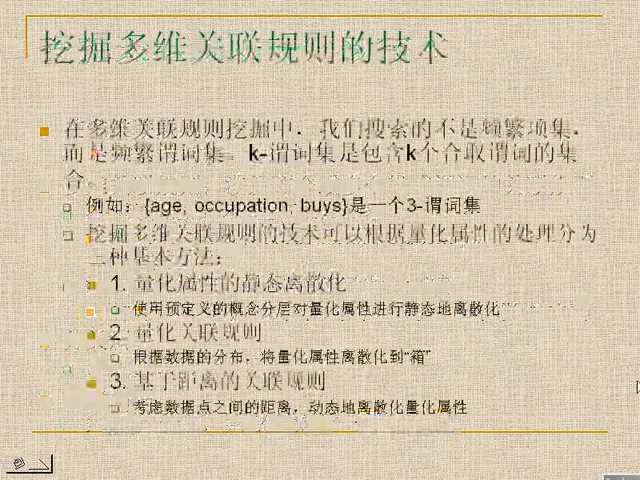 挖掘多维关联规则的技术
在多维关联规则挖掘中，我们搜索的不是频繁项集，
而是频繁谓词集。k-谓词集是包含k个合取谓词的集
合。
例如：{age, occupation, buys}是一个3-谓词集
挖掘多维关联规则的技术可以根据量化属性的处理分为
三种基本方法：
1. 量化属性的静态离散化
使用预定义的概念分层对量化属性进行静态地离散化
2. 量化关联规则
根据数据的分布，将量化属性离散化到“箱”
3. 基于距离的关联规则
考虑数据点之间的距离，动态地离散化量化属性